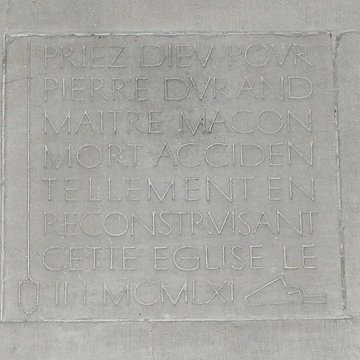 PRIEZ DIEV POVR
PIERRE DVRAND
MAITRE MACON
MORT ACCIDEN
TELLEMENT EN
RECONSTRVISANT
CETTE EGLISE LE
II·I·MCMLXI